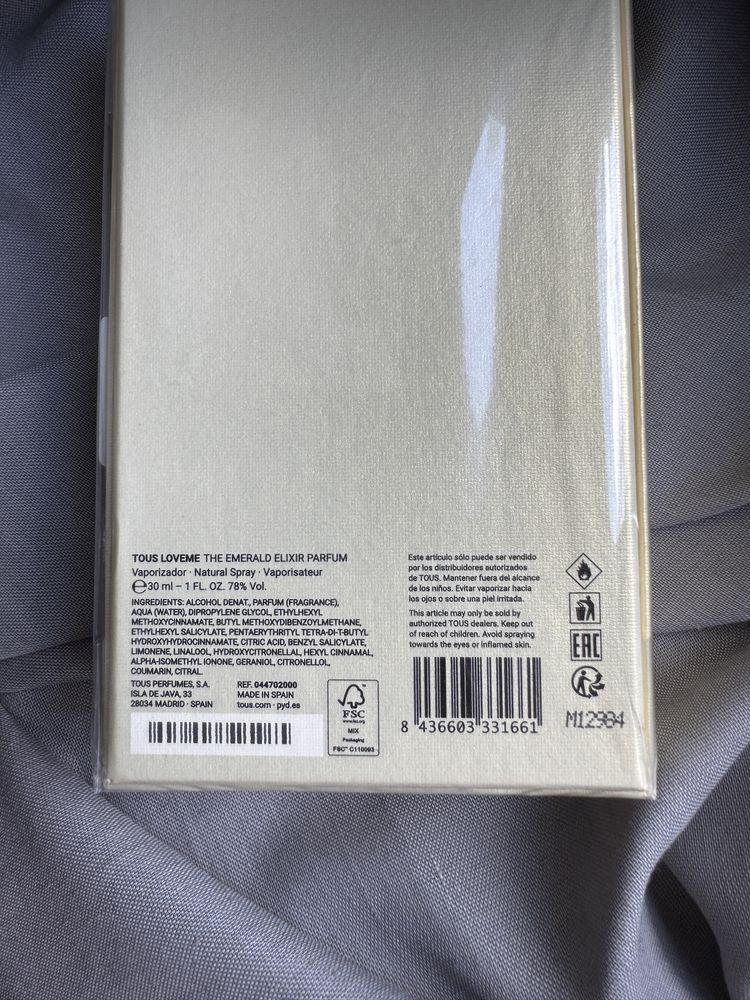 TOUS LOVEME THE EMERALD ELIXIR PARFUM
Vaporizador · Natural Spray · Vaporisateur
℮30 ml – 1 FL. OZ. 78% Vol.
INGREDIENTS: ALCOHOL DENAT., PARFUM (FRAGRANCE),
AQUA (WATER), DIPROPYLENE GLYCOL, ETHYLHEXYL
METHOXYCINNAMATE, BUTYL METHOXYDIBENZOYLMETHANE,
ETHYLHEXYL SALICYLATE, PENTAERYTHRITYL TETRA-DI-T-BUTYL
HYDROXYHYDROCINNAMATE, CITRIC ACID, BENZYL SALICYLATE,
LIMONENE, LINALOOL, HYDROXYCITRONELLAL, HEXYL CINNAMAL,
ALPHA-ISOMETHYL IONONE, GERANIOL, CITRONELLOL,
COUMARIN, CITRAL.
TOUS PERFUMES, S.A.
ISLA DE JAVA, 33
28034 MADRID · SPAIN
REF. 044702000
MADE IN SPAIN
tous.com · pyd.es
FSC
www.fsc.org
MIX
Packaging
FSC™ C110093
Este artículo sólo puede ser vendido
por los distribuidores autorizados
de TOUS. Mantener fuera del alcance
de los niños. Evitar vaporizar hacia
los ojos o sobre una piel irritada.
This article may only be sold by
authorized TOUS dealers. Keep out
of reach of children. Avoid spraying
towards the eyes or inflamed skin.
8 436603 331661
EAC
M12984